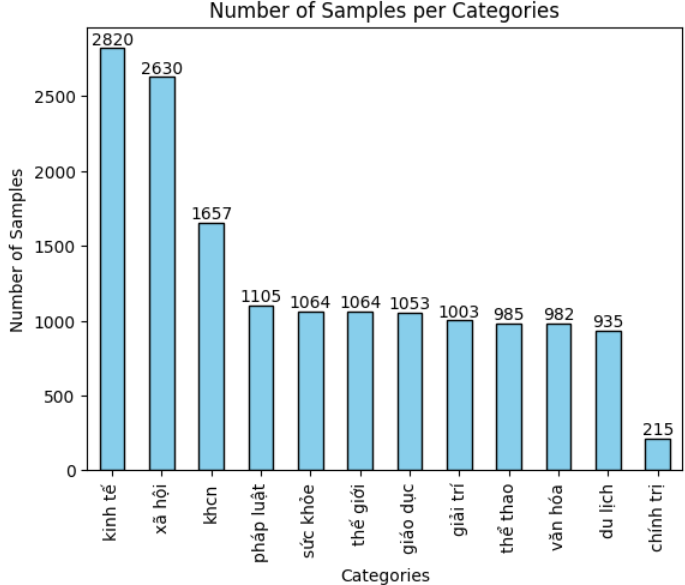 Number of Samples per Categories
Number of Samples
2500
2000
1500
1000
500
0
2820
2630
1657
1105
1064
1064
1053
1003
985
982
935
215
kinh tế
xã hội
khcn
pháp luật
sức khỏe
thế giới
giáo dục
giải trí
thể thao
văn hóa
du lịch
chính trị
Categories